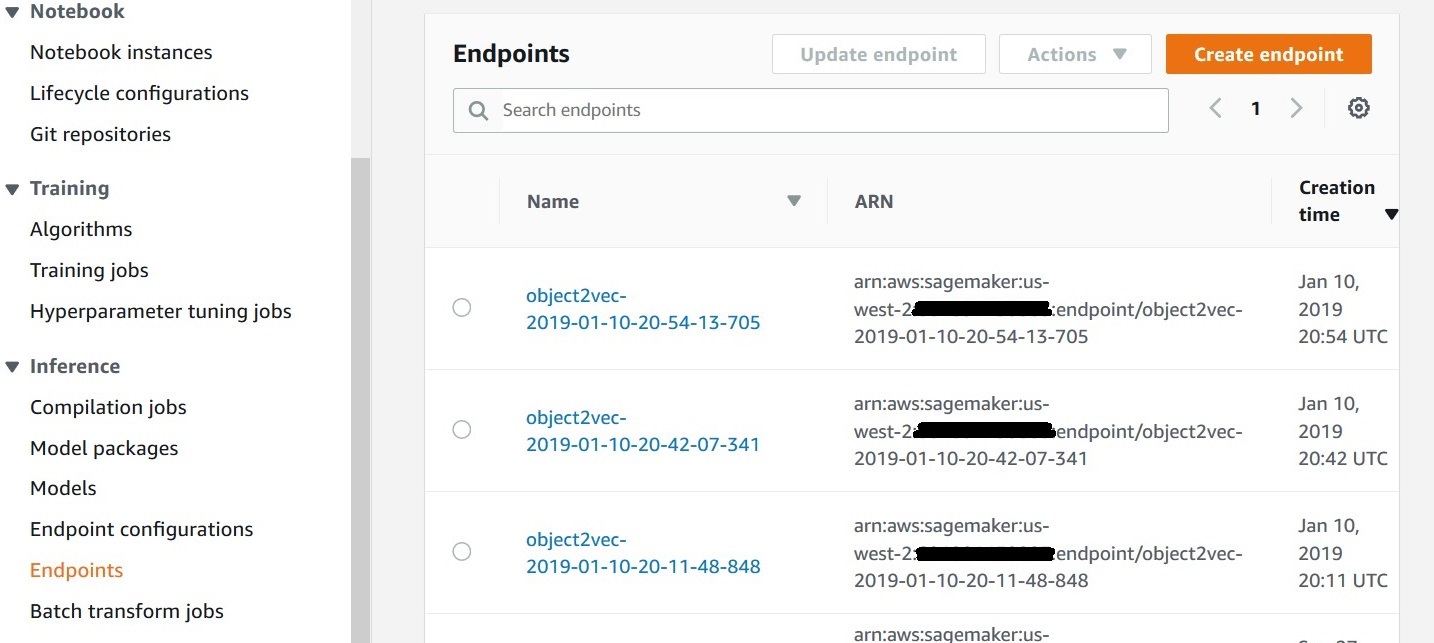 Notebook
Notebook instances
Lifecycle configurations
Git repositories
Training
Algorithms
Training jobs
Hyperparameter tuning jobs
Inference
Compilation jobs
Model packages
Models
Endpoint configurations
Endpoints
Batch transform jobs
Endpoints
Update endpoint
Actions
Create endpoint
Search endpoints
1
Name
ARN
Creation
time
object2vec-
2019-01-10-20-54-13-705
arn:aws:sagemaker:us-
west-2: :endpoint/object2vec-
2019-01-10-20-54-13-705
Jan 10,
2019
20:54 UTC
object2vec-
2019-01-10-20-42-07-341
arn:aws:sagemaker:us-
west-2: endpoint/object2vec-
2019-01-10-20-42-07-341
Jan 10,
2019
20:42 UTC
object2vec-
2019-01-10-20-11-48-848
arn:aws:sagemaker:us-
west-2: endpoint/object2vec-
2019-01-10-20-11-48-848
Jan 10,
2019
20:11 UTC
arn:aws:sagemaker:us-